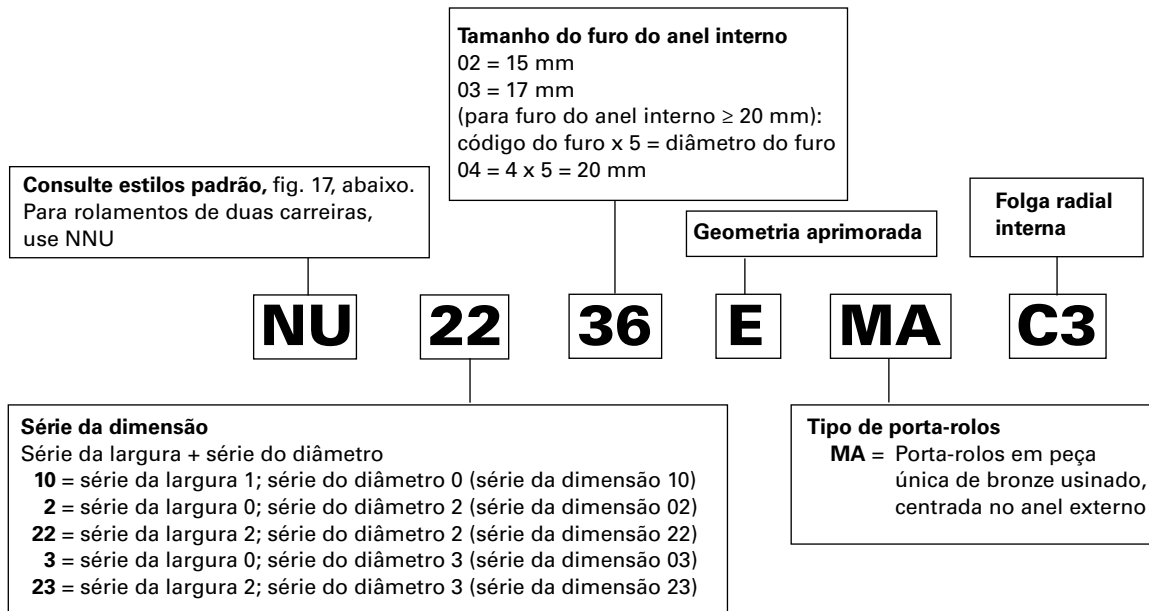 Tamanho do furo do anel interno
02 = 15 mm
03 = 17 mm
(para furo do anel interno ≥ 20 mm):
código do furo x 5 = diâmetro do furo
04 = 4 x 5 = 20 mm
Consulte estilos padrão, fig. 17, abaixo.
Para rolamentos de duas carreiras,
use NNU
Geometria aprimorada
Folga radial
interna
NU 22 36 E MA C3
Série da dimensão
Série da largura + série do diâmetro
10 = série da largura 1; série do diâmetro 0 (série da dimensão 10)
2 = série da largura 0; série do diâmetro 2 (série da dimensão 02)
22 = série da largura 2; série do diâmetro 2 (série da dimensão 22)
3 = série da largura 0; série do diâmetro 3 (série da dimensão 03)
23 = série da largura 2; série do diâmetro 3 (série da dimensão 23)
Tipo de porta-rolos
MA = Porta-rolos em peça
única de bronze usinado,
centrada no anel externo